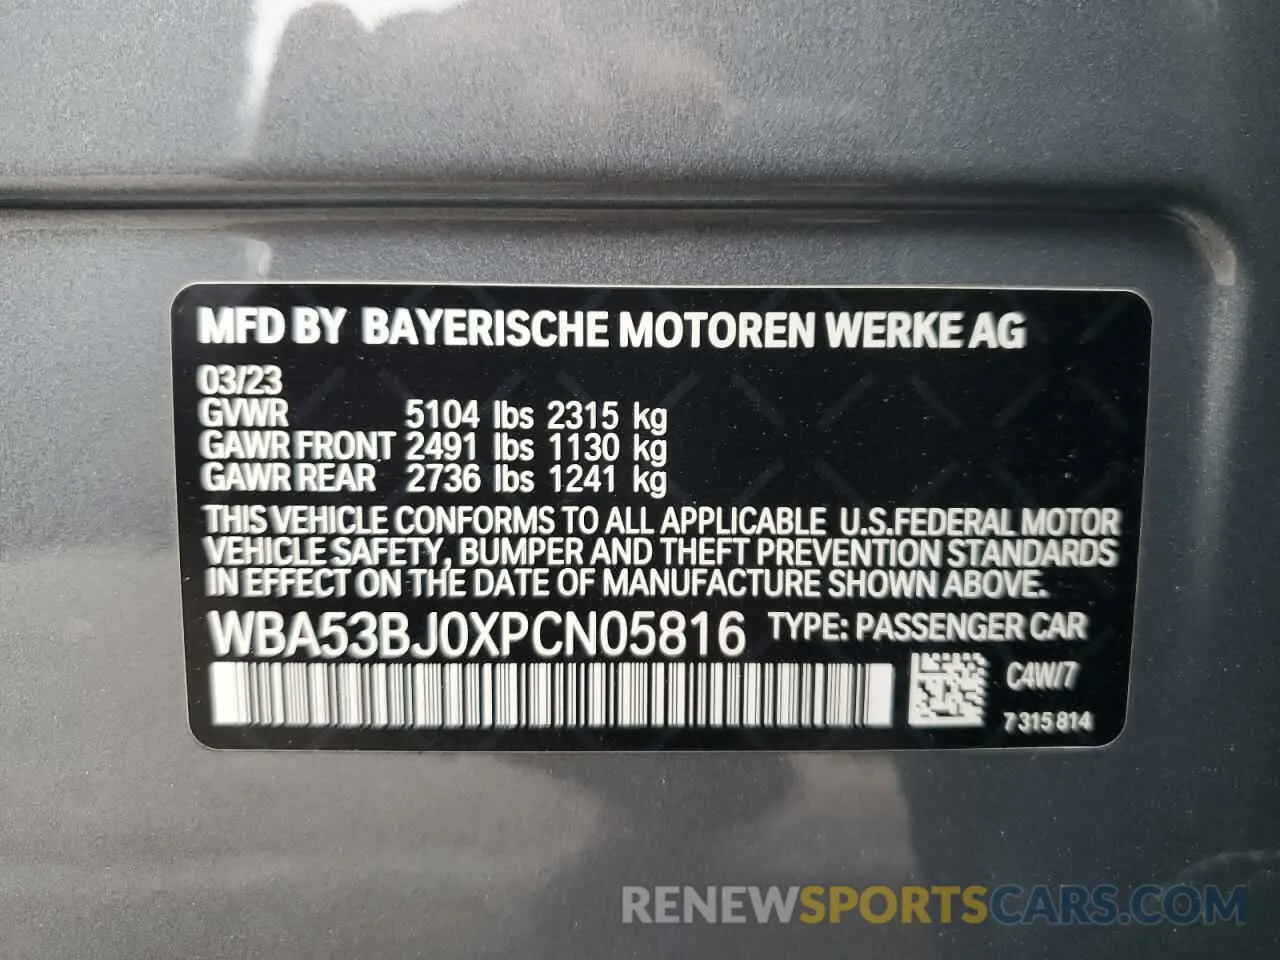 MFD BY BAYERISCHE MOTOREN WERKE AG
03/23
GVWR 5104 lbs 2315 kg
GAWR FRONT 2491 lbs 1130 kg
GAWR REAR 2736 lbs 1241 kg
THIS VEHICLE CONFORMS TO ALL APPLICABLE U.S.FEDERAL MOTOR
VEHICLE SAFETY, BUMPER AND THEFT PREVENTION STANDARDS
IN EFFECT ON THE DATE OF MANUFACTURE SHOWN ABOVE.
WBA53BJ0XPCN05816 TYPE: PASSENGER CAR
C4W/7
7 315 814
RENEWSPORTSCARS.COM